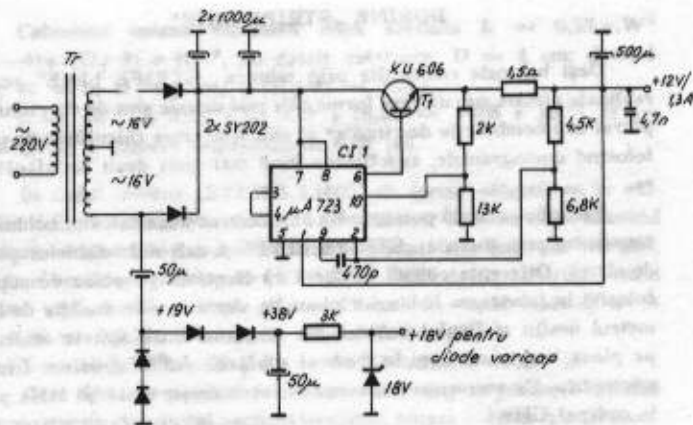 2x1000µ
KU 606
1,5Ω
500µ
Tr
T1
+12V/
1,3A
4,7n
2K
4,5K
~16V
2x SY202
~220V
CI 1
7 8 6
~16V
3
4 µA 723 10
13K
6,8K
5 1 9 2
470p
50µ
+19V
+38V
3K
+18V pentru
diode varicap
50µ
18V